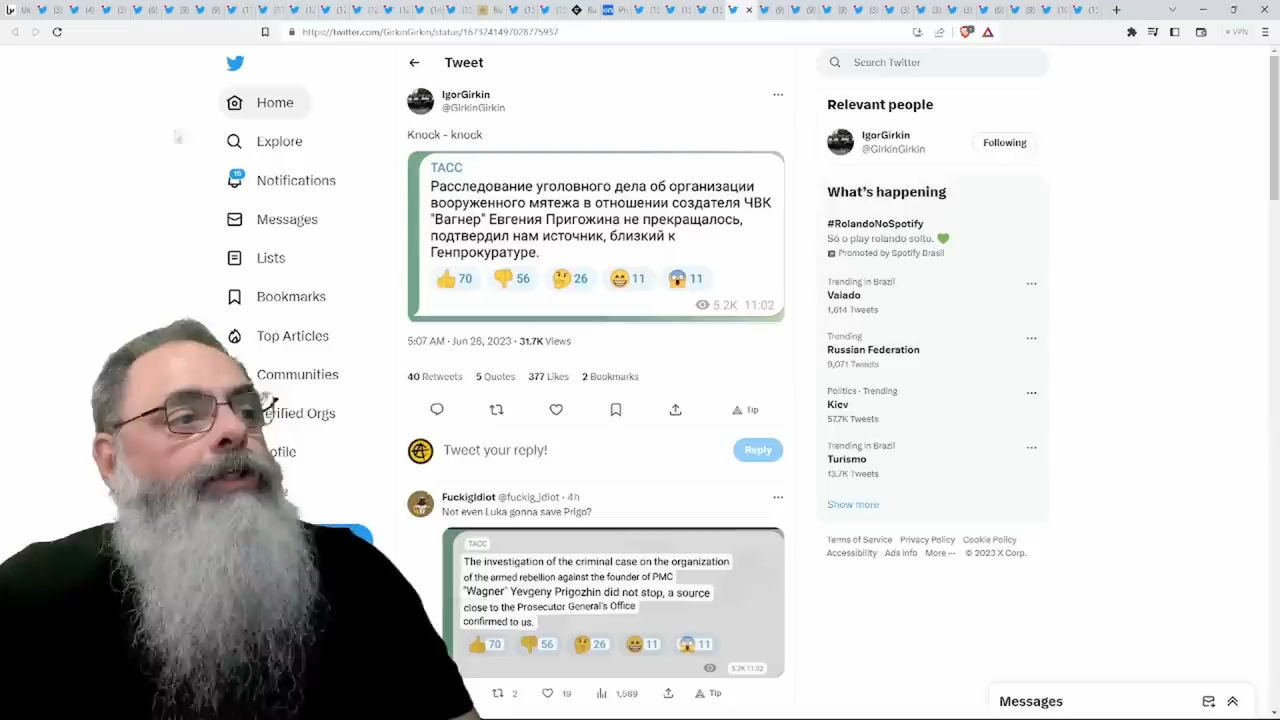 https://twitter.com/GirkinGirkin/status/1673241497028775937
VPN
Home
Explore
15
Notifications
Messages
Lists
Bookmarks
Top Articles
Communities
erified Orgs
ofile
Tweet
IgorGirkin
@GirkinGirkin
Knock - knock
ТАСС
Расследование уголовного дела об организации
вооруженного мятежа в отношении создателя ЧВК
"Вагнер" Евгения Пригожина не прекращалось,
подтвердил нам источник, близкий к
Генпрокуратуре.
70 56 26 11 11
5.2K 11:02
5:07 AM · Jun 26, 2023 · 31.7K Views
40 Retweets 5 Quotes 377 Likes 2 Bookmarks
Tip
Tweet your reply!
Reply
FuckigIdiot @fuckig_idiot · 4h
Not even Luka gonna save Prigo?
ТАСС
The investigation of the criminal case on the organization
of the armed rebellion against the founder of PMC
"Wagner" Yevgeny Prigozhin did not stop, a source
close to the Prosecutor General's Office
confirmed to us.
70 56 26 11 11
5.2K 11:02
2 19 1,589 Tip
Search Twitter
Relevant people
IgorGirkin
@GirkinGirkin
Following
What's happening
#RolandoNoSpotify
Só o play rolando solto. 💚
Promoted by Spotify Brasil
Trending in Brazil
Vaiado
1,614 Tweets
Trending
Russian Federation
9,071 Tweets
Politics · Trending
Kiev
57.7K Tweets
Trending in Brazil
Turismo
13.7K Tweets
Show more
Terms of Service Privacy Policy Cookie Policy
Accessibility Ads info More ··· © 2023 X Corp.
Messages